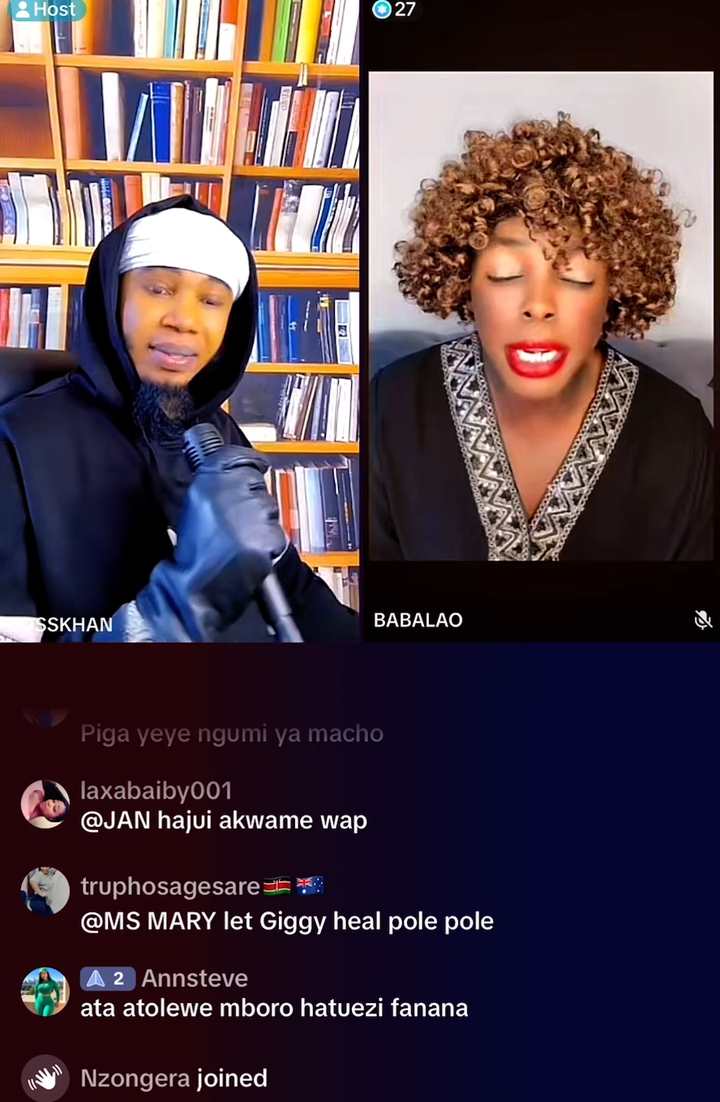 Host
27
SSKHAN
BABALAO
Piga yeye ngumi ya macho
laxabaiby001
@JAN hajui akwame wap
truphosagesare🇰🇪🇦🇺
@MS MARY let Giggy heal pole pole
2 Annsteve
ata atolewe mboro hatuezi fanana
Nzongera joined